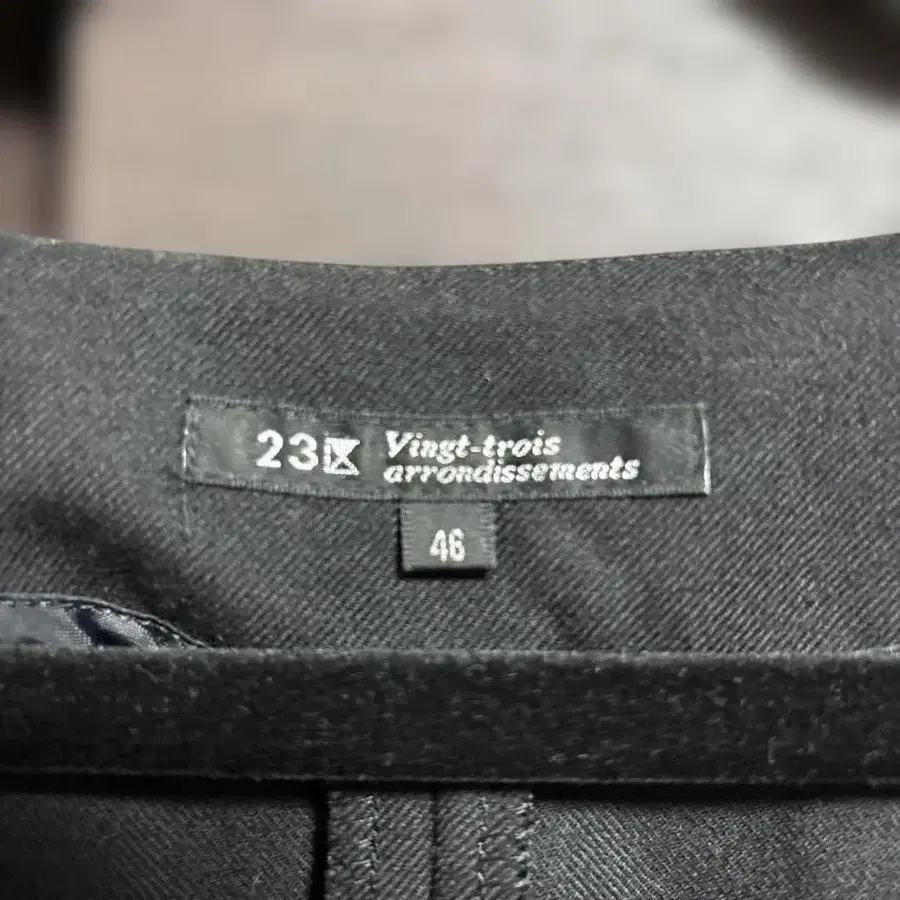 23区 Vingt-trois
arrondissements
46